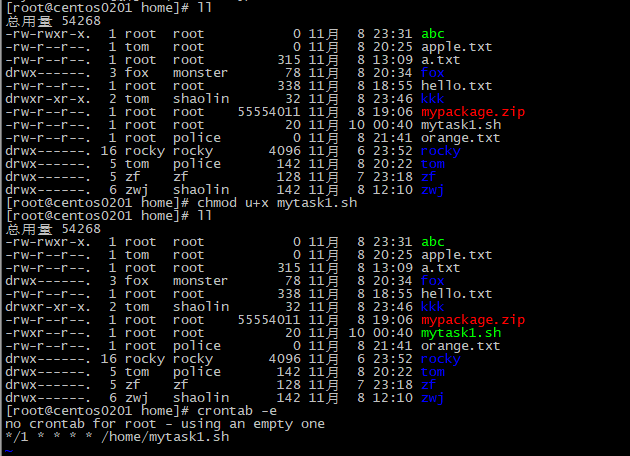 [root@centos0201 home]# ll
总用量 54268
-rw-rwxr-x.  1 root  root            0 11月   8 23:31 abc
-rw-r--r--.  1 tom   root            0 11月   8 20:25 apple.txt
-rw-r--r--.  1 root  root          315 11月   8 13:09 a.txt
drwx------.  3 fox   monster        78 11月   8 20:34 fox
-rw-r--r--.  1 root  root          338 11月   8 18:55 hello.txt
drwxr-xr-x.  2 tom   shaolin        32 11月   8 23:46 kkk
-rw-r--r--.  1 root  root     55554011 11月   8 19:06 mypackage.zip
-rw-r--r--.  1 root  root           20 11月  10 00:40 mytask1.sh
-rw-r--r--.  1 root  police          0 11月   8 21:41 orange.txt
drwx------. 16 rocky rocky        4096 11月   6 23:52 rocky
drwx------.  5 tom   police        142 11月   8 20:22 tom
drwx------.  5 zf    zf            128 11月   7 23:18 zf
drwx------.  6 zwj   shaolin       142 11月   8 12:10 zwj
[root@centos0201 home]# chmod u+x mytask1.sh
[root@centos0201 home]# ll
总用量 54268
-rw-rwxr-x.  1 root  root            0 11月   8 23:31 abc
-rw-r--r--.  1 tom   root            0 11月   8 20:25 apple.txt
-rw-r--r--.  1 root  root          315 11月   8 13:09 a.txt
drwx------.  3 fox   monster        78 11月   8 20:34 fox
-rw-r--r--.  1 root  root          338 11月   8 18:55 hello.txt
drwxr-xr-x.  2 tom   shaolin        32 11月   8 23:46 kkk
-rw-r--r--.  1 root  root     55554011 11月   8 19:06 mypackage.zip
-rwxr--r--.  1 root  root           20 11月  10 00:40 mytask1.sh
-rw-r--r--.  1 root  police          0 11月   8 21:41 orange.txt
drwx------. 16 rocky rocky        4096 11月   6 23:52 rocky
drwx------.  5 tom   police        142 11月   8 20:22 tom
drwx------.  5 zf    zf            128 11月   7 23:18 zf
drwx------.  6 zwj   shaolin       142 11月   8 12:10 zwj
[root@centos0201 home]# crontab -e
no crontab for root - using an empty one
*/1 * * * * /home/mytask1.sh
~